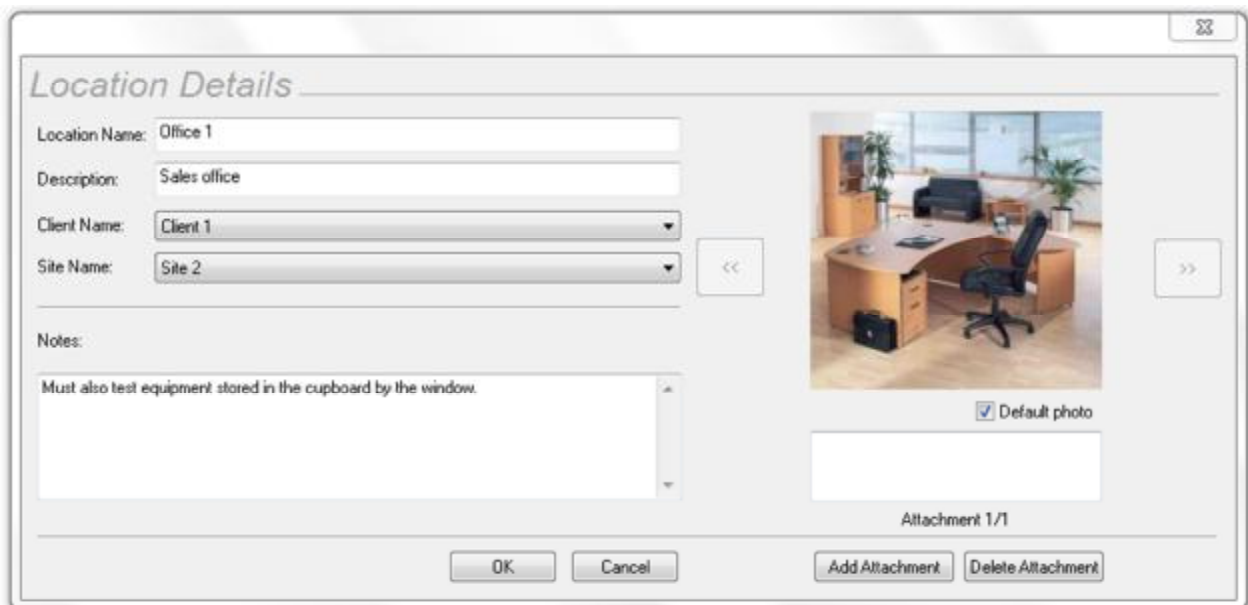 Location Details
Location Name: Office 1
Description: Sales office
Client Name: Client 1
Site Name: Site 2
<< >>
Notes:
Must also test equipment stored in the cupboard by the window.
Default photo
Attachment 1/1
OK Cancel Add Attachment Delete Attachment